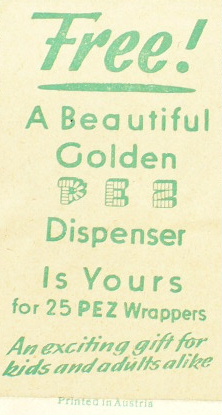 Free!
A Beautiful
Golden
PEZ
Dispenser
Is Yours
for 25 PEZ Wrappers
An exciting gift for
kids and adults alike
Printed in Austria